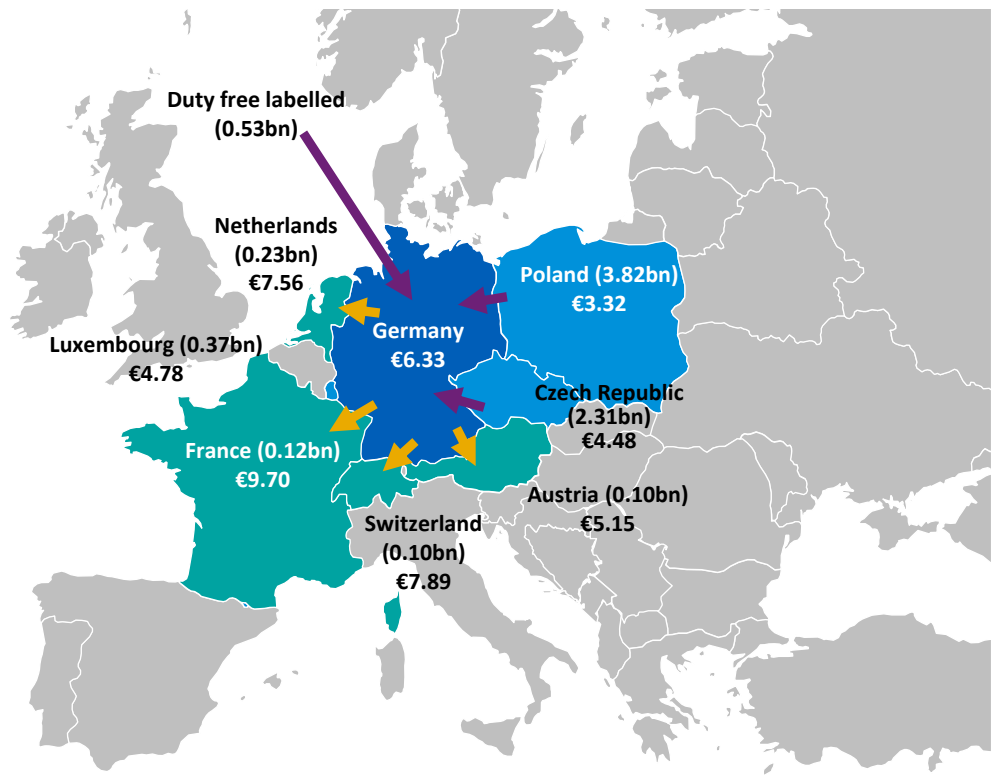 Duty free labelled
(0.53bn)
Netherlands
(0.23bn)
€7.56
Poland (3.82bn)
€3.32
Germany
€6.33
Luxembourg (0.37bn)
€4.78
Czech Republic
(2.31bn)
€4.48
France (0.12bn)
€9.70
Austria (0.10bn)
€5.15
Switzerland
(0.10bn)
€7.89